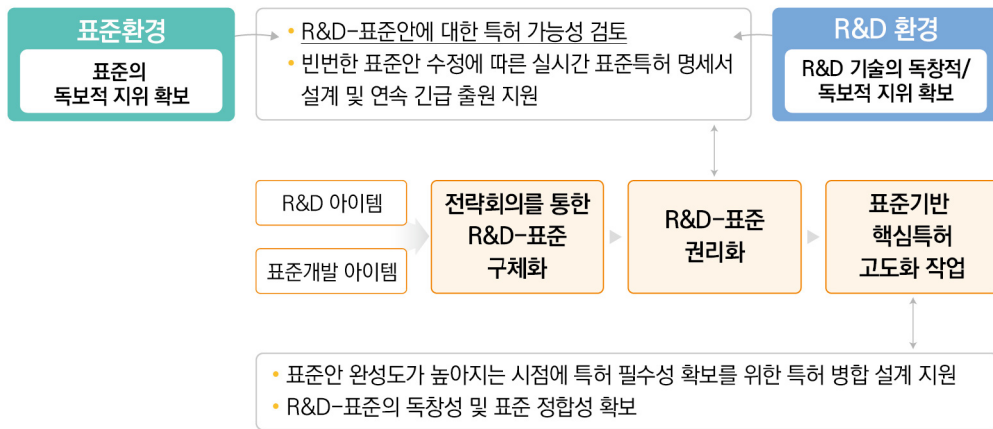 표준환경
표준의
독보적 지위 확보
• R&D-표준안에 대한 특허 가능성 검토
• 빈번한 표준안 수정에 따른 실시간 표준특허 명세서
설계 및 연속 긴급 출원 지원
R&D 환경
R&D 기술의 독창적/
독보적 지위 확보
R&D 아이템
표준개발 아이템
전략회의를 통한
R&D-표준
구체화
R&D-표준
권리화
표준기반
핵심특허
고도화 작업
• 표준안 완성도가 높아지는 시점에 특허 필수성 확보를 위한 특허 병합 설계 지원
• R&D-표준의 독창성 및 표준 정합성 확보